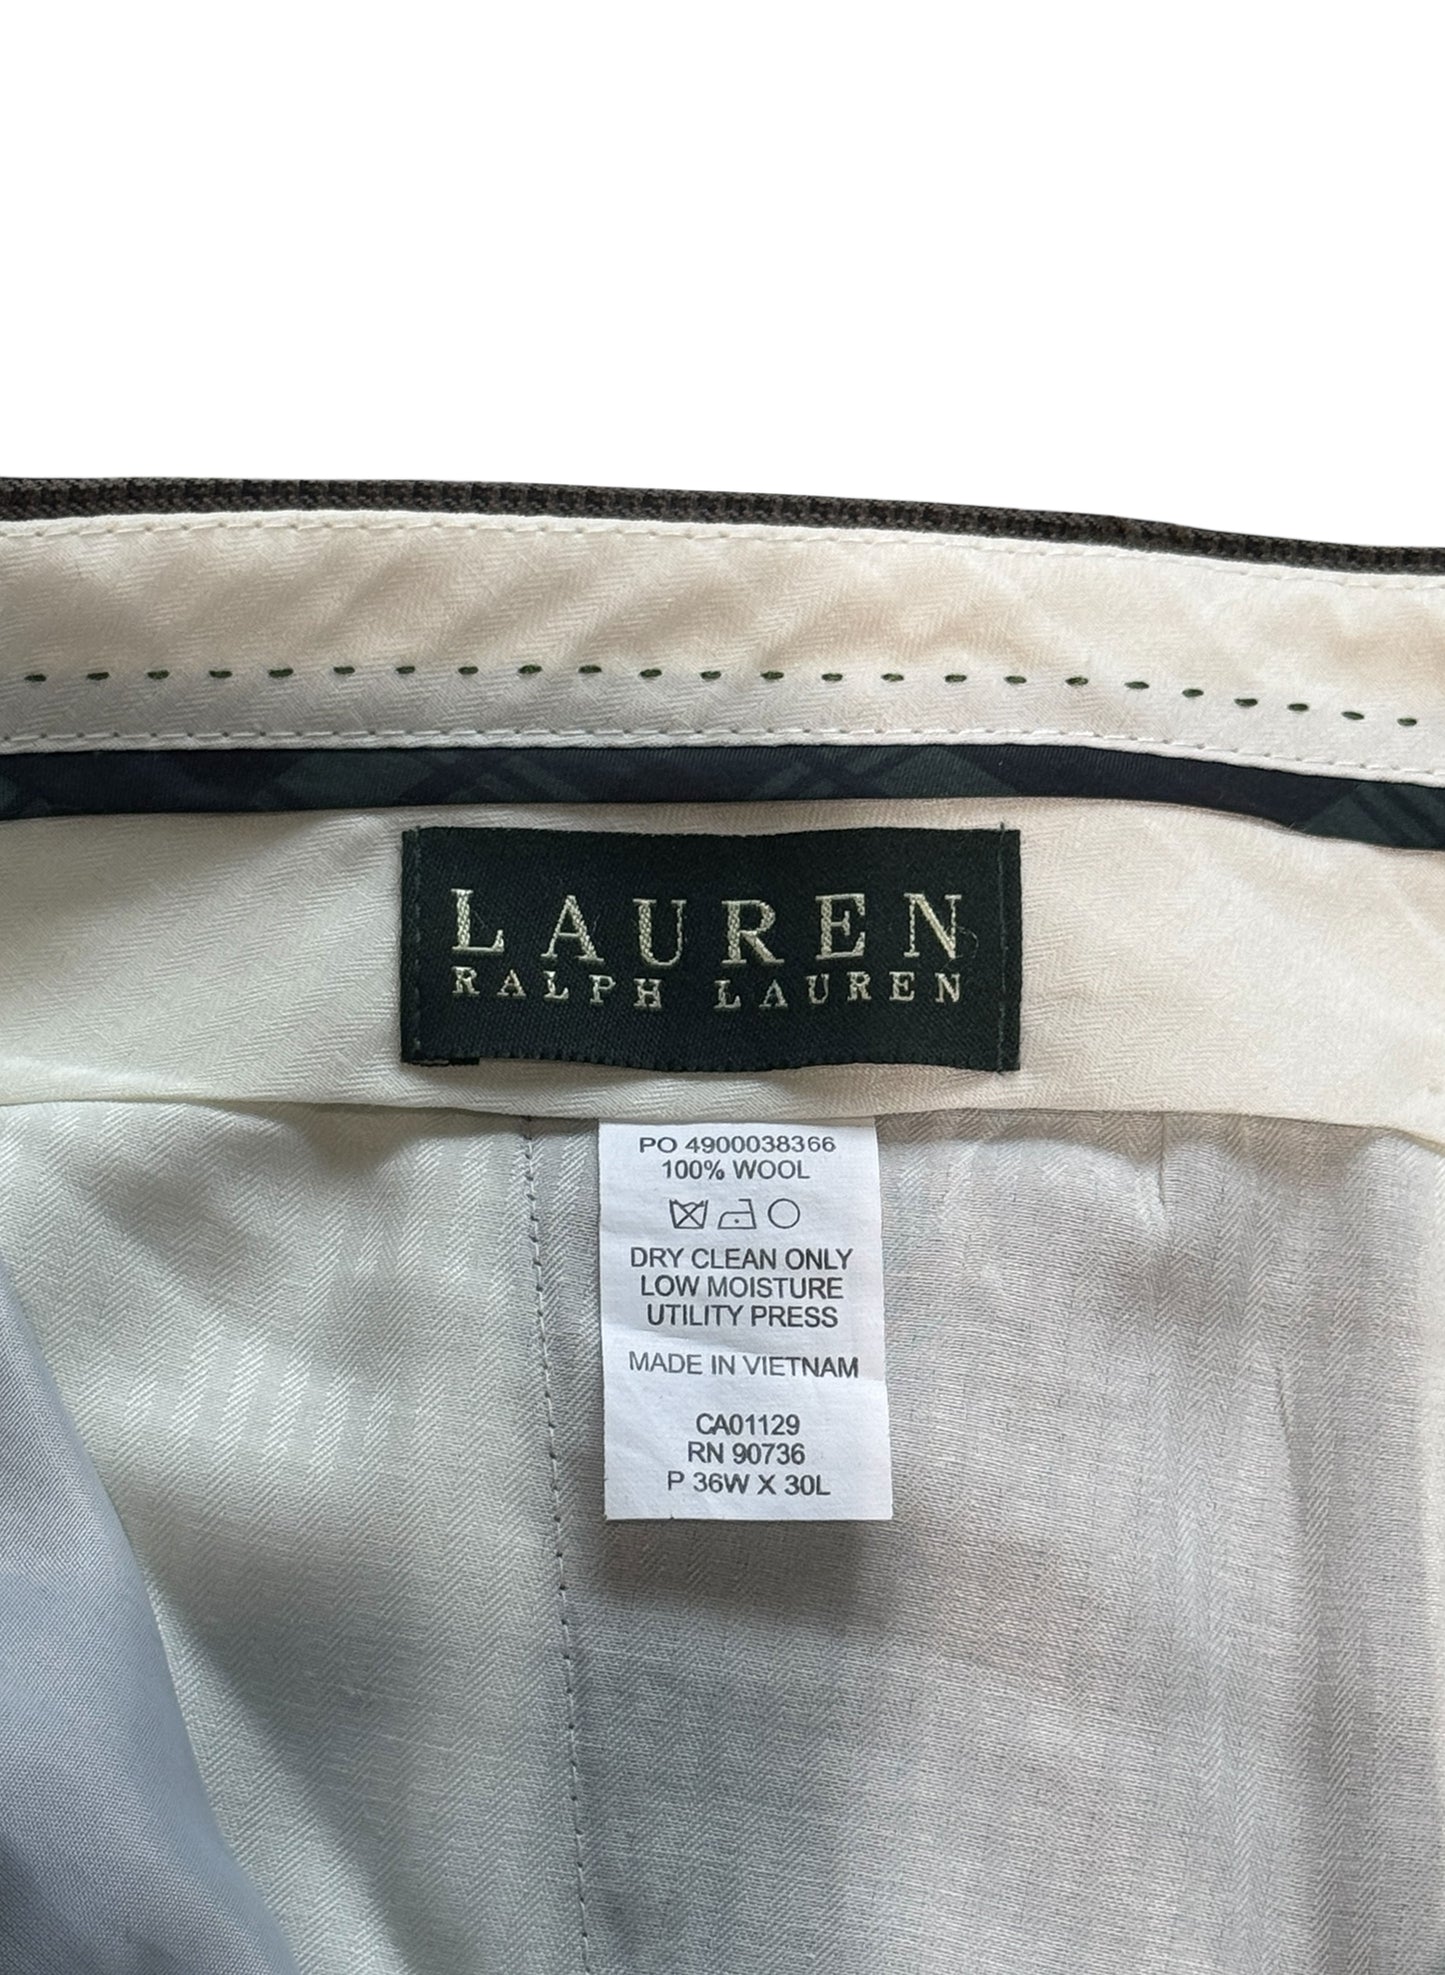 LAUREN
RALPH LAUREN
PO 4900038366
100% WOOL
DRY CLEAN ONLY
LOW MOISTURE
UTILITY PRESS
MADE IN VIETNAM
CA01129
RN 90736
P 36W X 30L